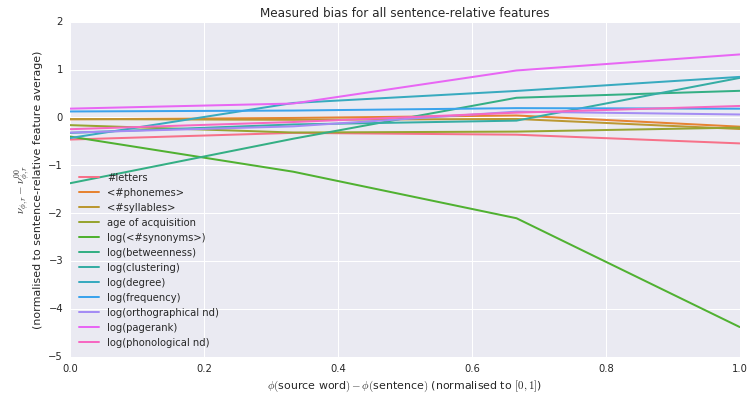 Measured bias for all sentence-relative features
2
1
0
−1
−2
−3
−4
−5
ν_{φ,r} − ν^{00}_{φ,r}
(normalised to sentence-relative feature average)
#letters
<#phonemes>
<#syllables>
age of acquisition
log(<#synonyms>)
log(betweenness)
log(clustering)
log(degree)
log(frequency)
log(orthographical nd)
log(pagerank)
log(phonological nd)
0.0 0.2 0.4 0.6 0.8 1.0
ϕ(source word) − ϕ(sentence) (normalised to [0, 1])